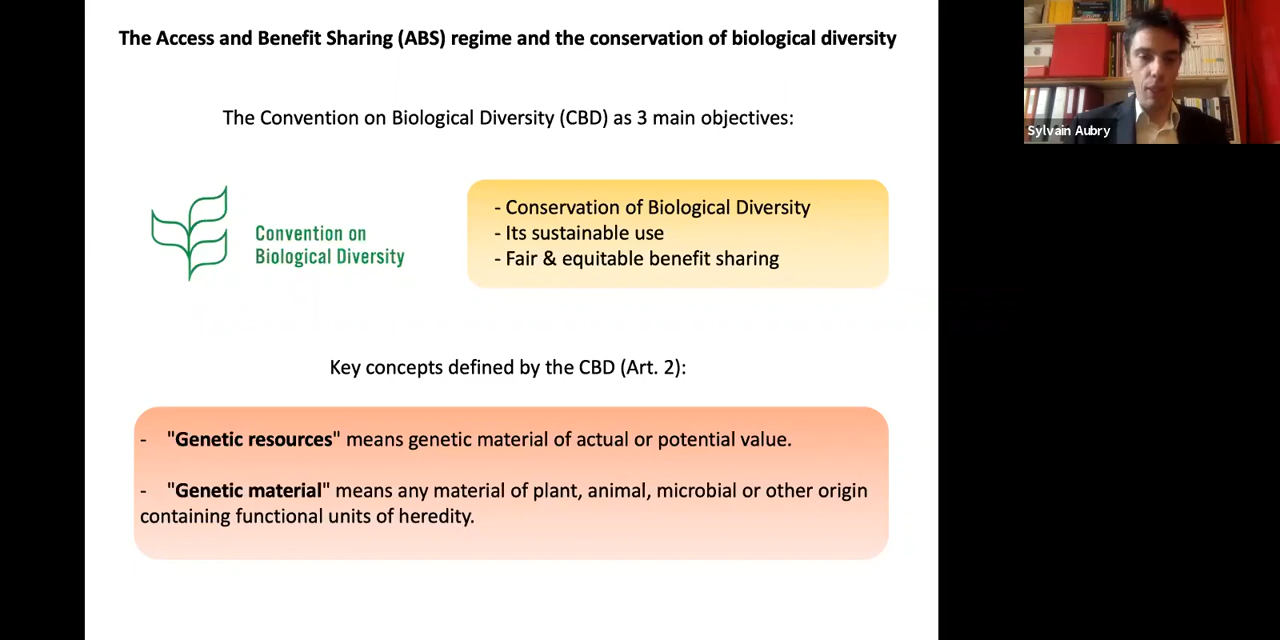 The Access and Benefit Sharing (ABS) regime and the conservation of biological diversity
Sylvain Aubry
The Convention on Biological Diversity (CBD) as 3 main objectives:
Convention on
Biological Diversity
- Conservation of Biological Diversity
- Its sustainable use
- Fair & equitable benefit sharing
Key concepts defined by the CBD (Art. 2):
- "Genetic resources" means genetic material of actual or potential value.
- "Genetic material" means any material of plant, animal, microbial or other origin
containing functional units of heredity.